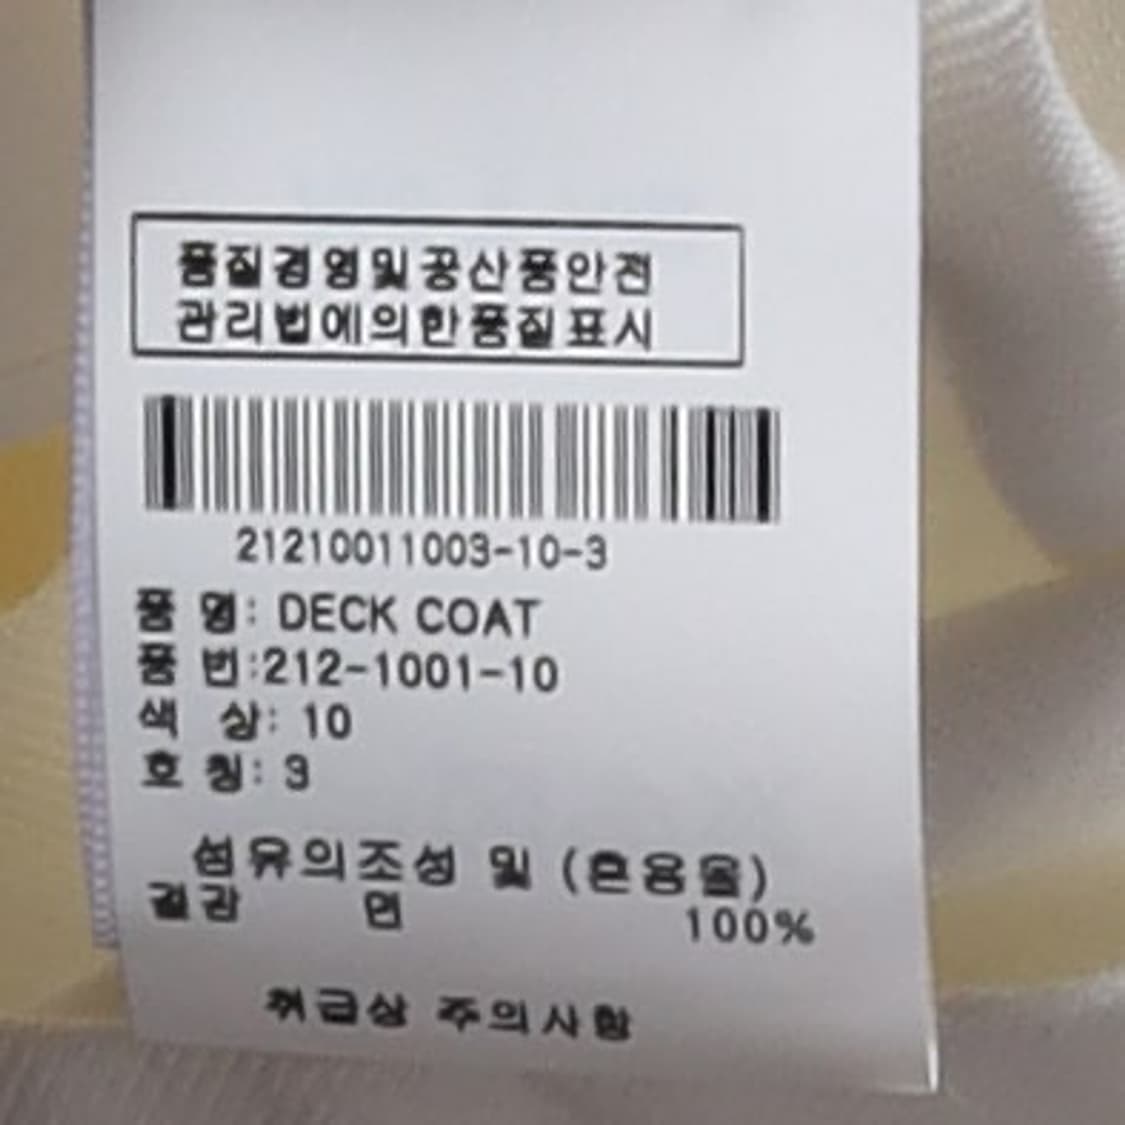 품질경영및공산품안전
관리법에의한품질표시
21210011003-10-3
품 명: DECK COAT
품 번:212-1001-10
색 상: 10
호 칭: 3
섬유의조성 및 (혼용율)
겉감 면 100%
취급상 주의사항